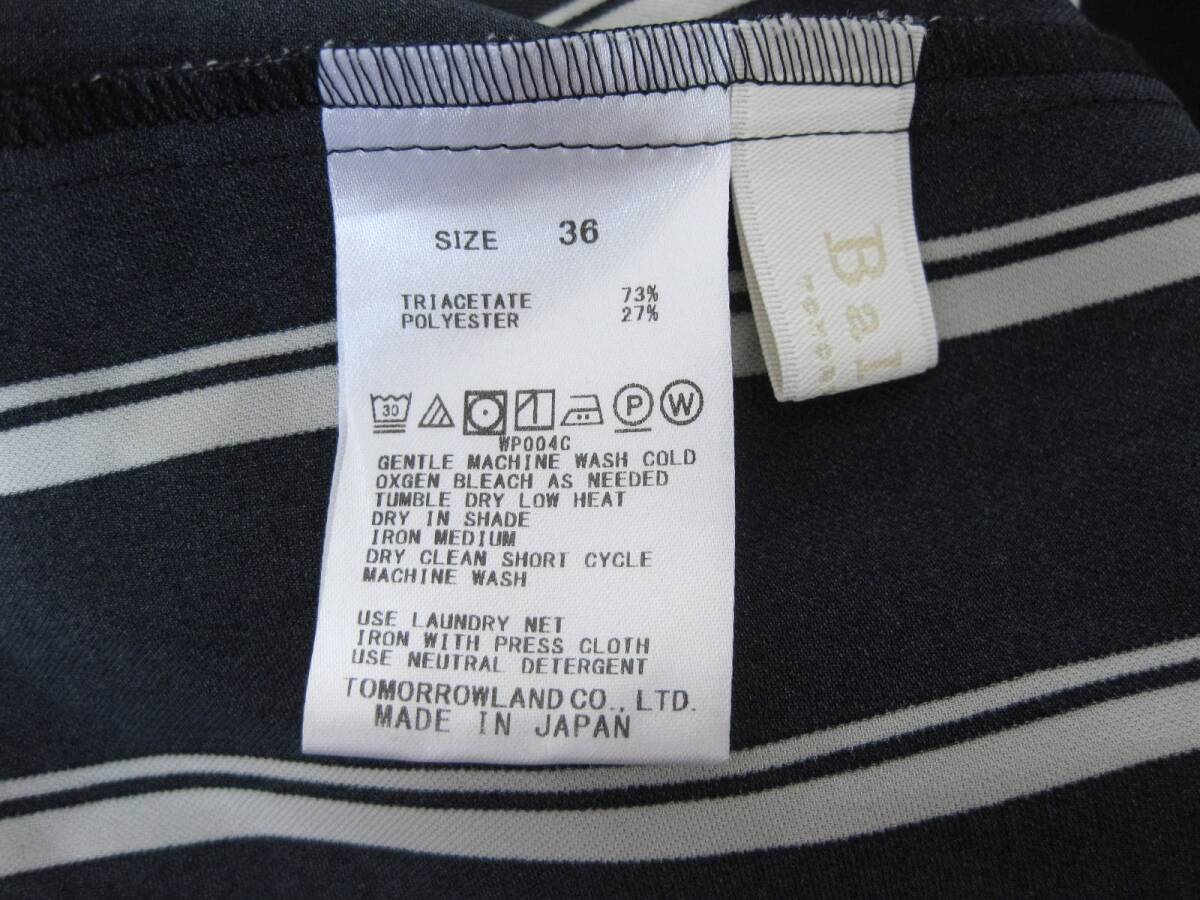 SIZE 36
TRIACETATE 73%
POLYESTER 27%
30 P W
WP004C
GENTLE MACHINE WASH COLD
OXGEN BLEACH AS NEEDED
TUMBLE DRY LOW HEAT
DRY IN SHADE
IRON MEDIUM
DRY CLEAN SHORT CYCLE
MACHINE WASH
USE LAUNDRY NET
IRON WITH PRESS CLOTH
USE NEUTRAL DETERGENT
TOMORROWLAND CO., LTD.
MADE IN JAPAN